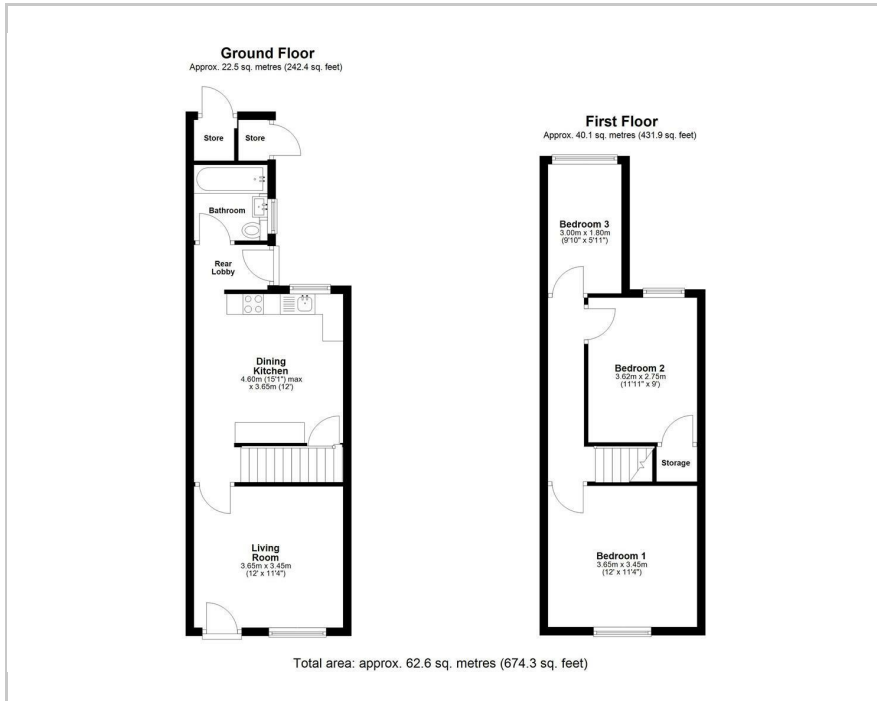 Ground Floor
Approx. 22.5 sq. metres (242.4 sq. feet)
Store
Store
Bathroom
Rear
Lobby
Dining
Kitchen
4.60m (15'1") max
x 3.65m (12')
Living
Room
3.65m x 3.45m
(12' x 11'4")
First Floor
Approx. 40.1 sq. metres (431.9 sq. feet)
Bedroom 3
3.00m x 1.80m
(9'10" x 5'11")
Bedroom 2
3.62m x 2.75m
(11'11" x 9')
Storage
Bedroom 1
3.65m x 3.45m
(12' x 11'4")
Total area: approx. 62.6 sq. metres (674.3 sq. feet)